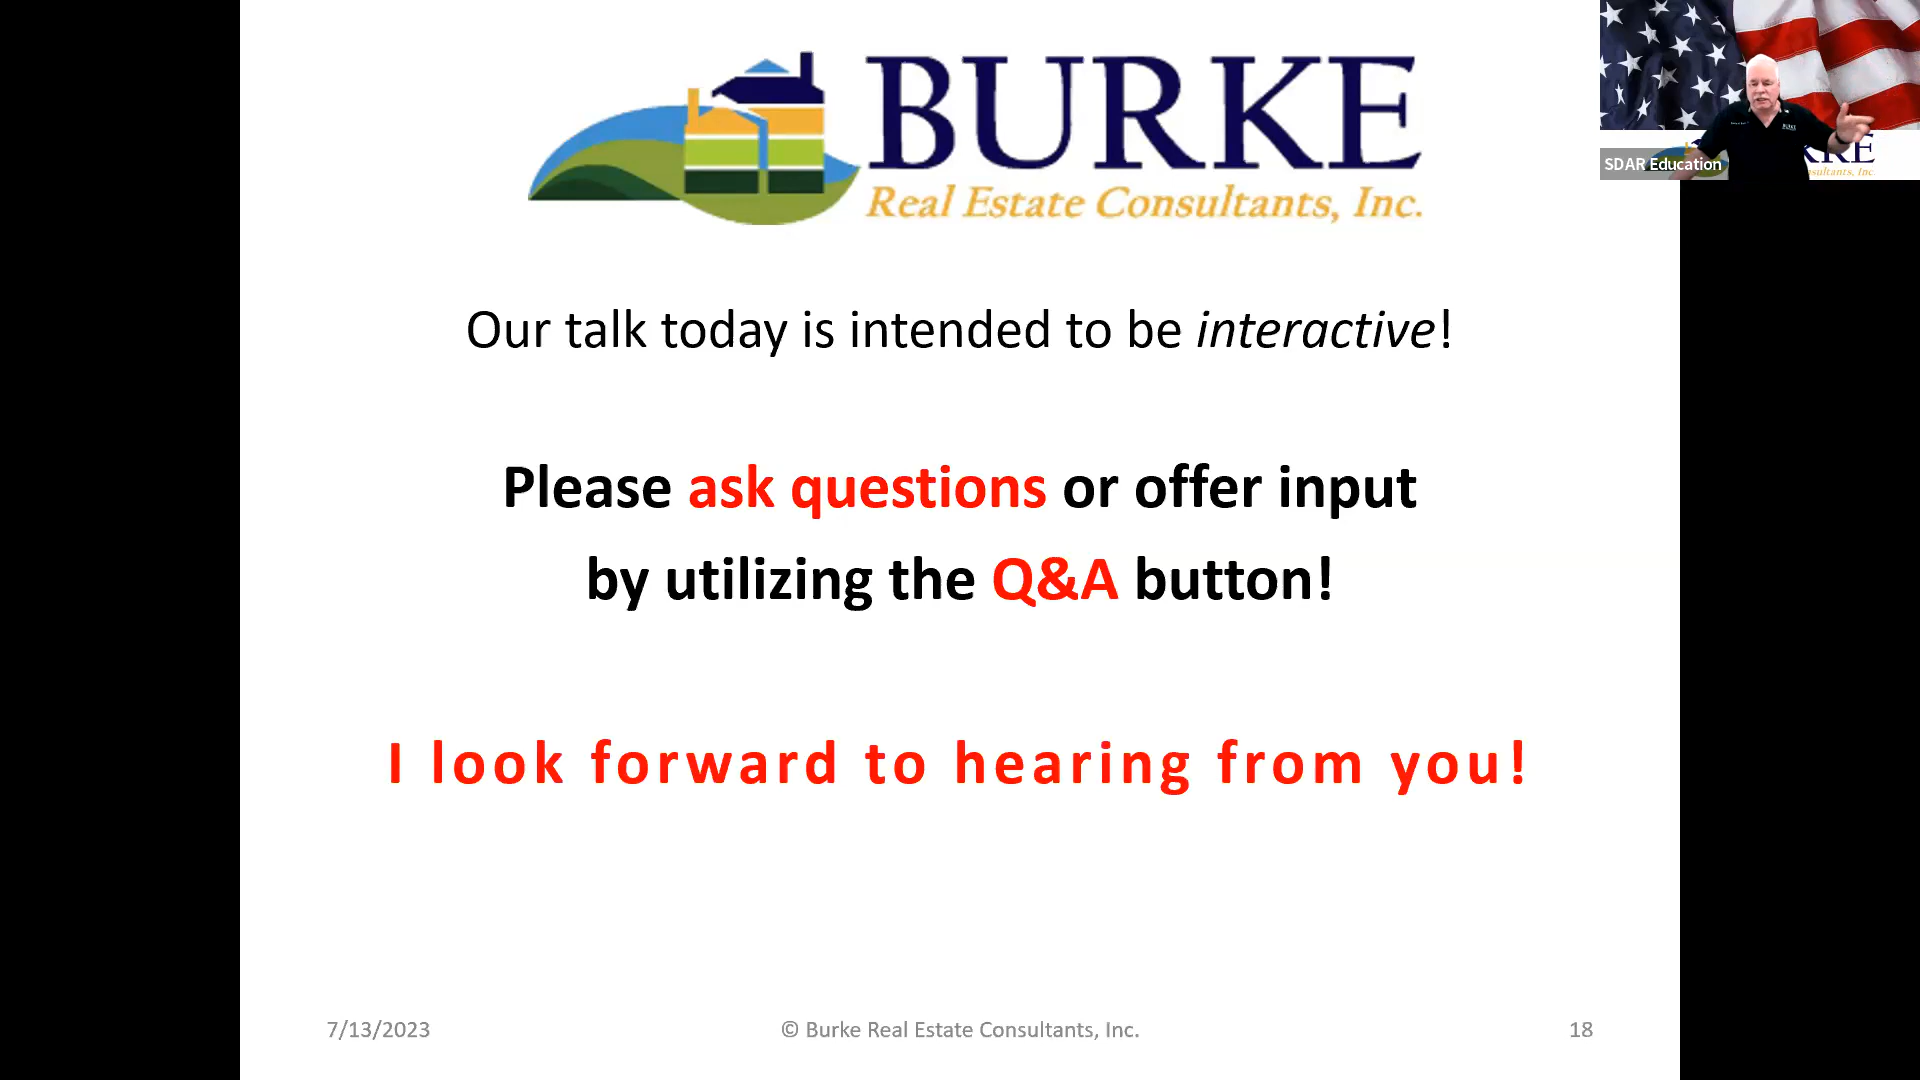 BURKE
Real Estate Consultants, Inc.
SDAR Education
Our talk today is intended to be interactive!
Please ask questions or offer input
by utilizing the Q&A button!
I look forward to hearing from you!
7/13/2023
© Burke Real Estate Consultants, Inc.
18